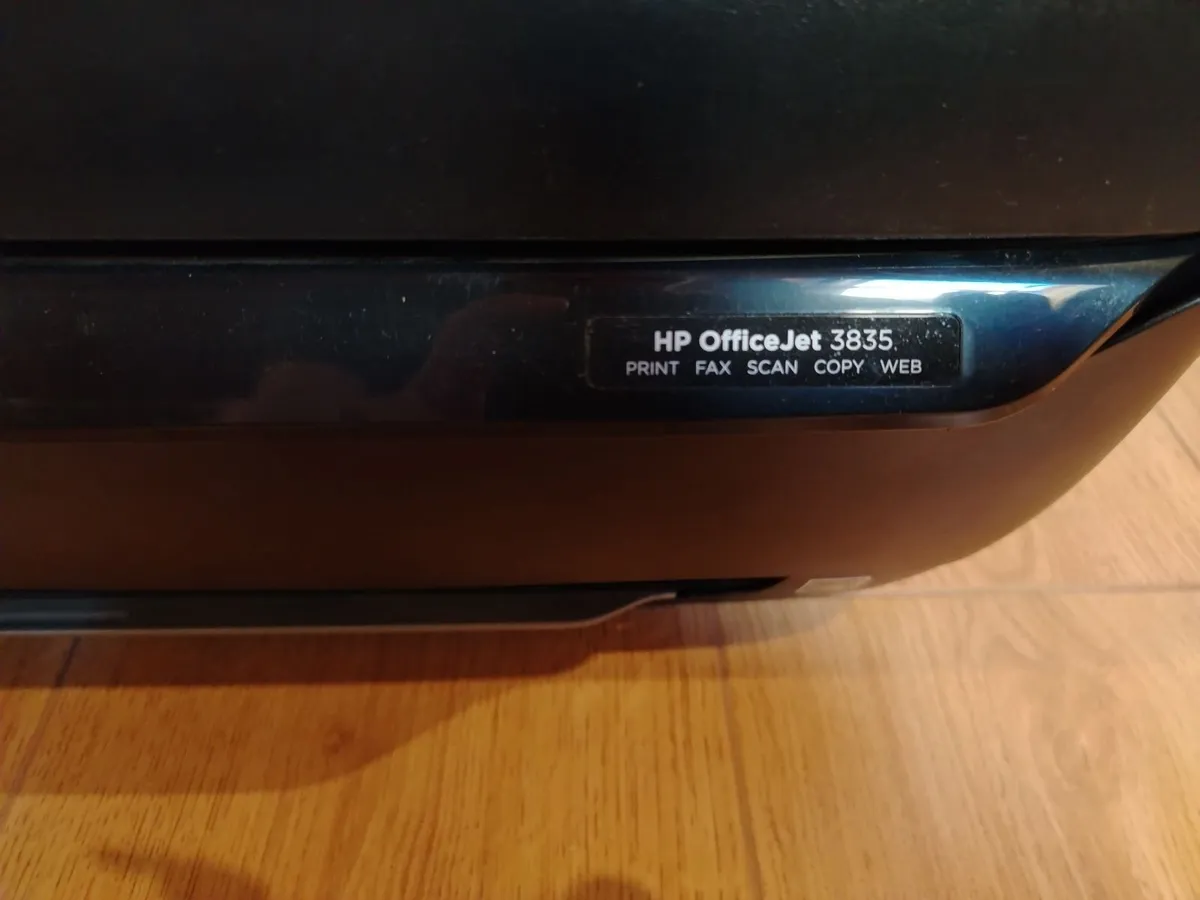 HP OfficeJet 3835
PRINT FAX SCAN COPY WEB